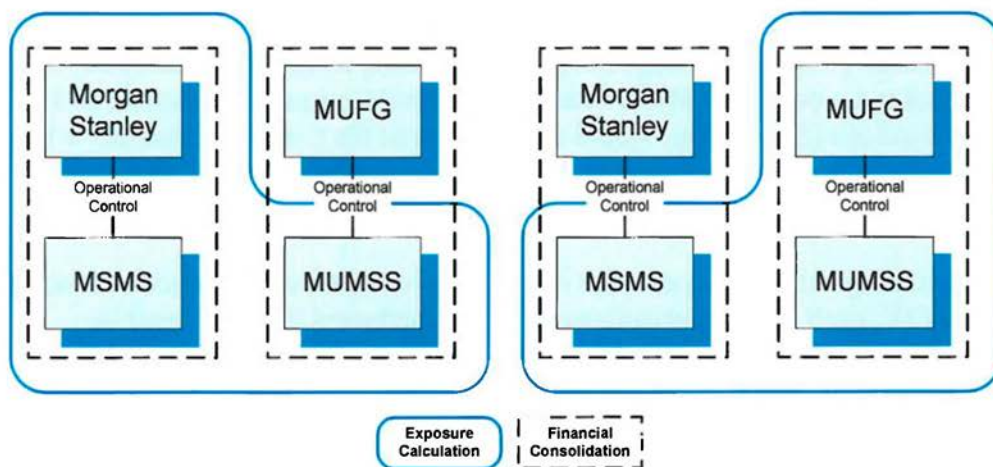 Morgan
Stanley
Operational
Control
MSMS
MUFG
Operational
Control
MUMSS
Morgan
Stanley
Operational
Control
MSMS
MUFG
Operational
Control
MUMSS
Exposure
Calculation
Financial
Consolidation